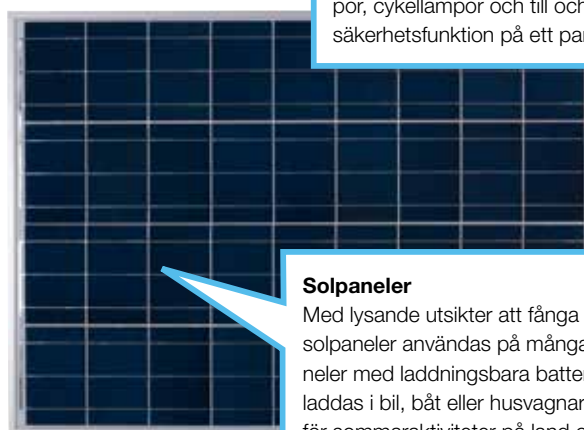 por, cykellampor och till och
säkerhetsfunktion på ett par
Solpaneler
Med lysande utsikter att fånga
solpaneler användas på många
neler med laddningsbara batter
laddas i bil, båt eller husvagnar
för sommaraktiviteter på land o